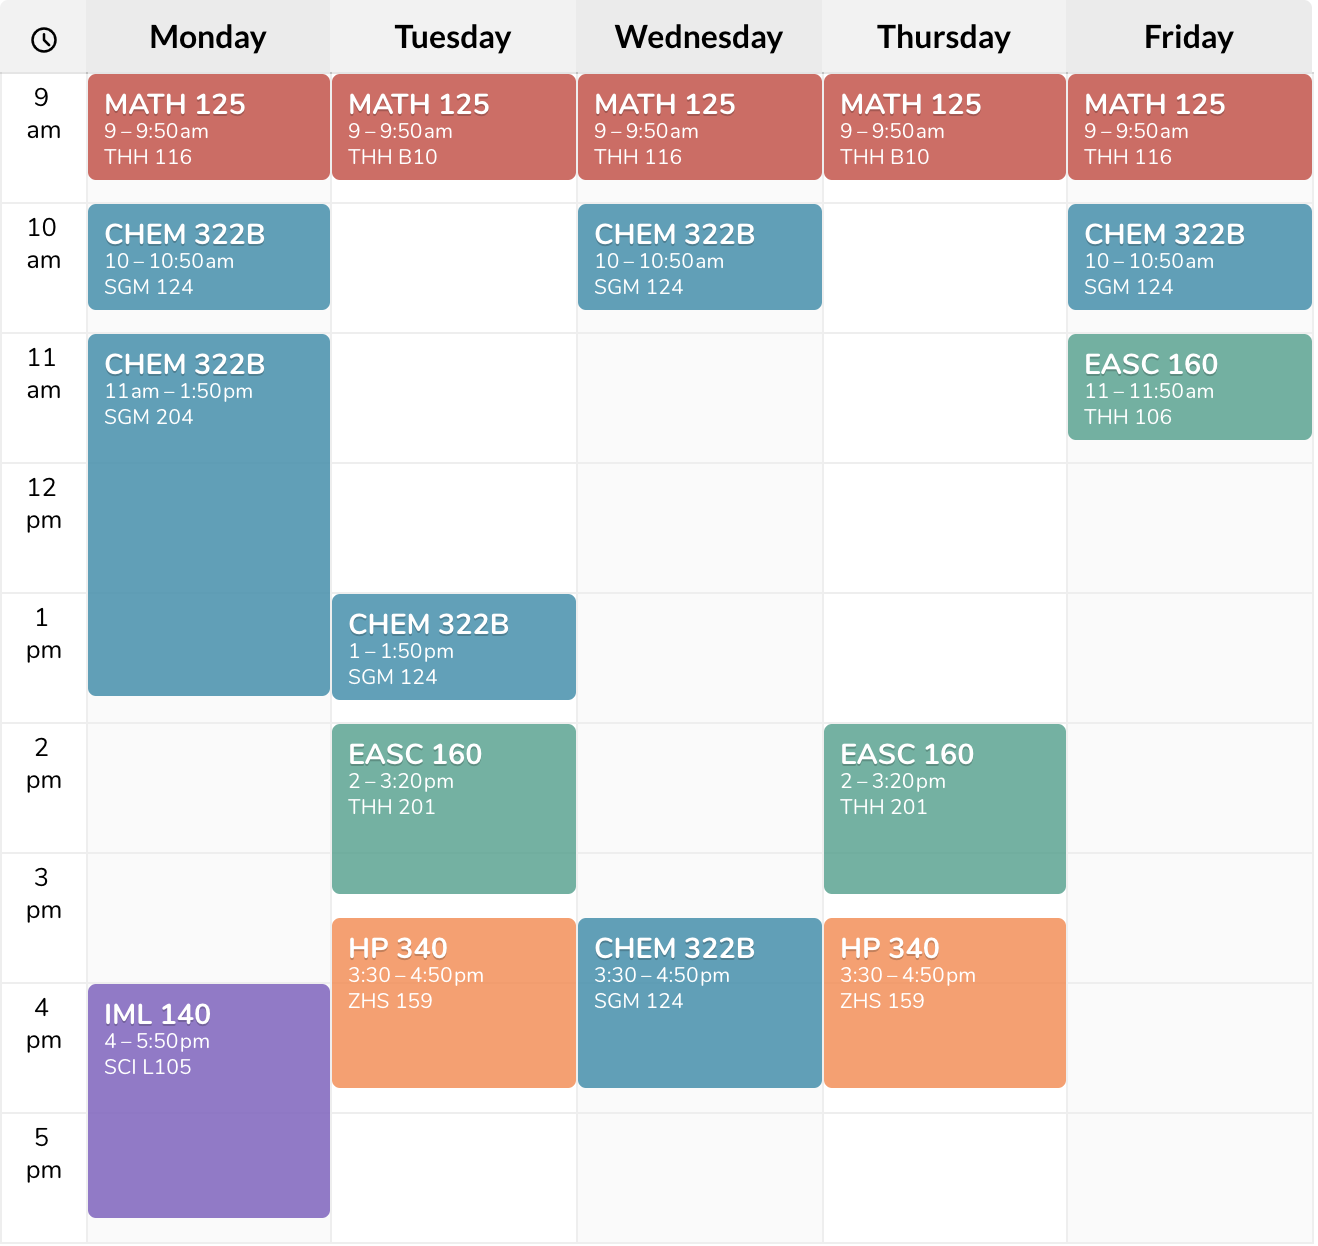 Monday
Tuesday
Wednesday
Thursday
Friday
9
am
MATH 125
9 – 9:50am
THH 116
MATH 125
9 – 9:50am
THH B10
MATH 125
9 – 9:50am
THH 116
MATH 125
9 – 9:50am
THH B10
MATH 125
9 – 9:50am
THH 116
10
am
CHEM 322B
10 – 10:50am
SGM 124
CHEM 322B
10 – 10:50am
SGM 124
CHEM 322B
10 – 10:50am
SGM 124
11
am
CHEM 322B
11am – 1:50pm
SGM 204
EASC 160
11 – 11:50am
THH 106
12
pm
1
pm
CHEM 322B
1 – 1:50pm
SGM 124
2
pm
EASC 160
2 – 3:20pm
THH 201
EASC 160
2 – 3:20pm
THH 201
3
pm
HP 340
3:30 – 4:50pm
ZHS 159
CHEM 322B
3:30 – 4:50pm
SGM 124
HP 340
3:30 – 4:50pm
ZHS 159
4
pm
IML 140
4 – 5:50pm
SCI L105
5
pm